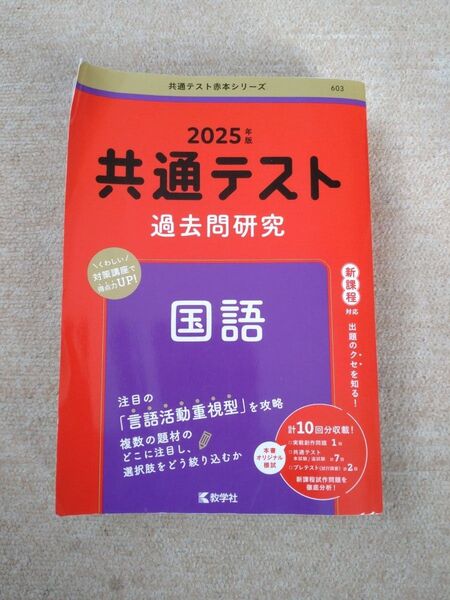 共通テスト赤本シリーズ
603
2025年版
共通テスト
過去問研究
くわしい
対策講座で
得点力UP!
新課程
対応
出題のクセを知る!
国語
注目の
「言語活動重視型」を攻略
複数の題材の
どこに注目し、
選択肢をどう絞り込むか
本書
オリジナル
模試
計10回分収載!
実戦創作問題 1回
共通テスト
本試験/追試験 計7回
プレテスト(試行調査) 計2回
新課程試作問題を
徹底分析!
教学社